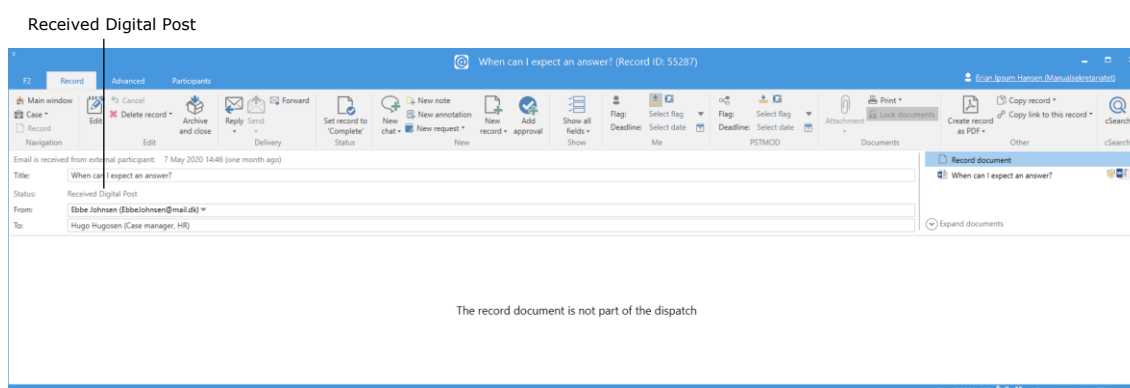 Received Digital Post
When can I expect an answer? (Record ID: 55287)
F2 Record Advanced Participants Brian Ipsum Hansen (Manualsekretariatet)
Main window
Case
Record
Navigation
Edit
Cancel
Delete record
Archive and close
Edit
Reply Send Forward
Delivery
Set record to 'Complete'
Status
New chat
New note
New annotation
New request
New record
Add approval
New
Show all fields
Show
Flag: Select flag
Deadline: Select date
Me
Flag: Select flag
Deadline: Select date
PSTMOD
Attachment
Print
Lock documents
Documents
Create record as PDF
Copy record
Copy link to this record
Other
cSearch
cSearch
Email is received from external participant: 7 May 2020 14:46 (one month ago)
Title: When can I expect an answer?
Status: Received Digital Post
From: Ebbe Johnsen (EbbeJohnsen@mail.dk)
To: Hugo Hugosen (Case manager, HR)
Record document
When can I expect an answer?
Expand documents
The record document is not part of the dispatch